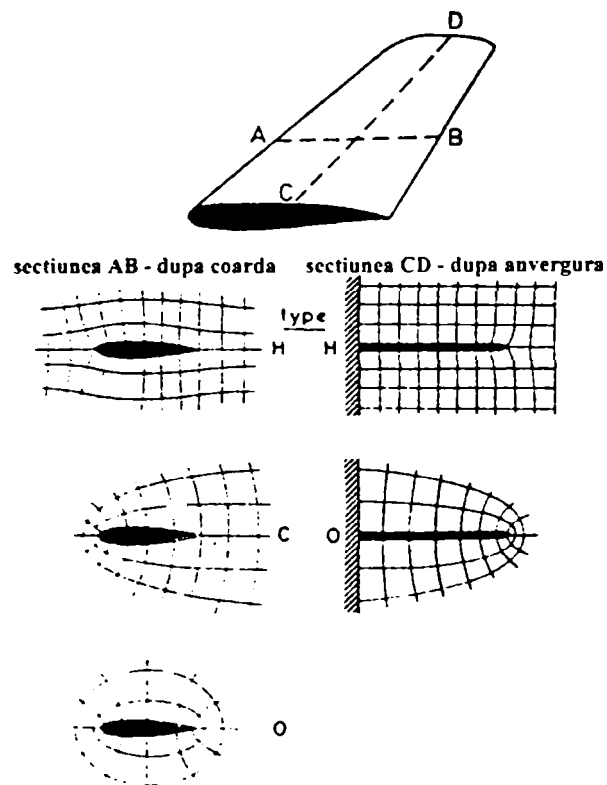 D
A
B
C
sectiunea AB - dupa coarda
sectiunea CD - dupa anvergura
type
H
H
C
O
O